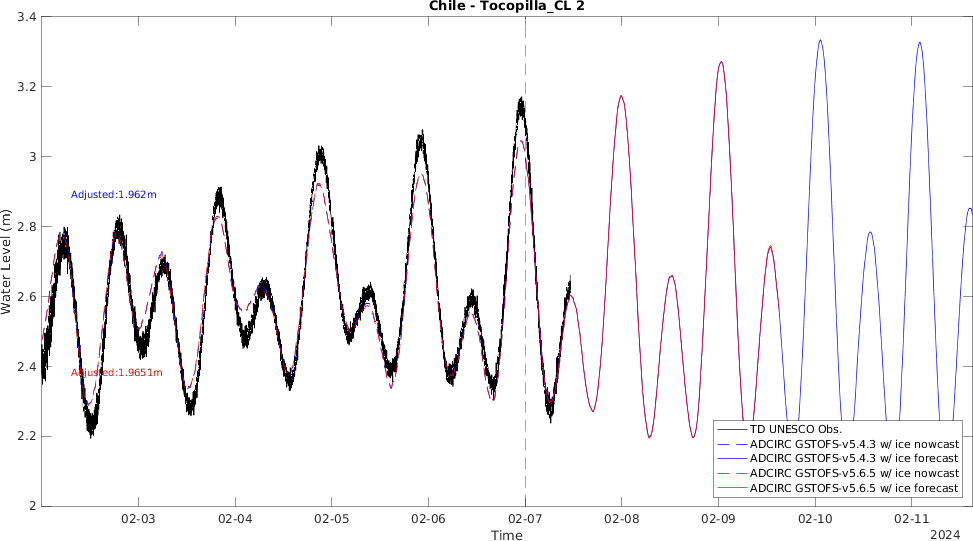 Chile - Tocopilla_CL 2
3.4
3.2
3
2.8
2.6
2.4
2.2
2
Water Level (m)
Adjusted:1.962m
Adjusted:1.9651m
TD UNESCO Obs.
ADCIRC GSTOFS-v5.4.3 w/ ice nowcast
ADCIRC GSTOFS-v5.4.3 w/ ice forecast
ADCIRC GSTOFS-v5.6.5 w/ ice nowcast
ADCIRC GSTOFS-v5.6.5 w/ ice forecast
02-03 02-04 02-05 02-06 02-07 02-08 02-09 02-10 02-11
Time
2024